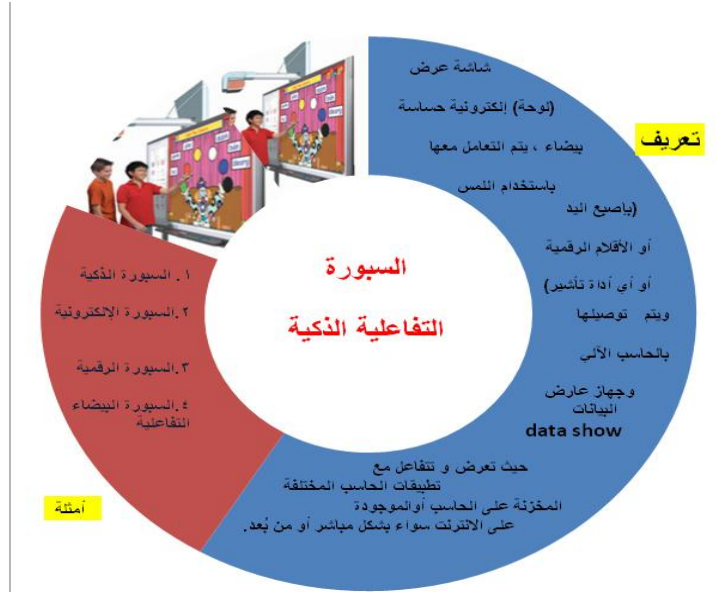 السبورة
التفاعلية الذكية
تعريف
شاشة عرض
(لوحة) إلكترونية حساسة
بيضاء ، يتم التعامل معها
باستخدام اللمس
(بإصبع اليد
أو الأقلام الرقمية
أو أي أداة تأشير)
ويتم توصيلها
بالحاسب الآلي
وجهاز عارض
البيانات
data show
حيث تعرض و تتفاعل مع
تطبيقات الحاسب المختلفة
المخزنة على الحاسب أوالموجودة
على الانترنت سواء بشكل مباشر أو من بُعد.
أمثلة
١. السبورة الذكية
٢.السبورة الإلكترونية
٣.السبورة الرقمية
٤.السبورة البيضاء
التفاعلية